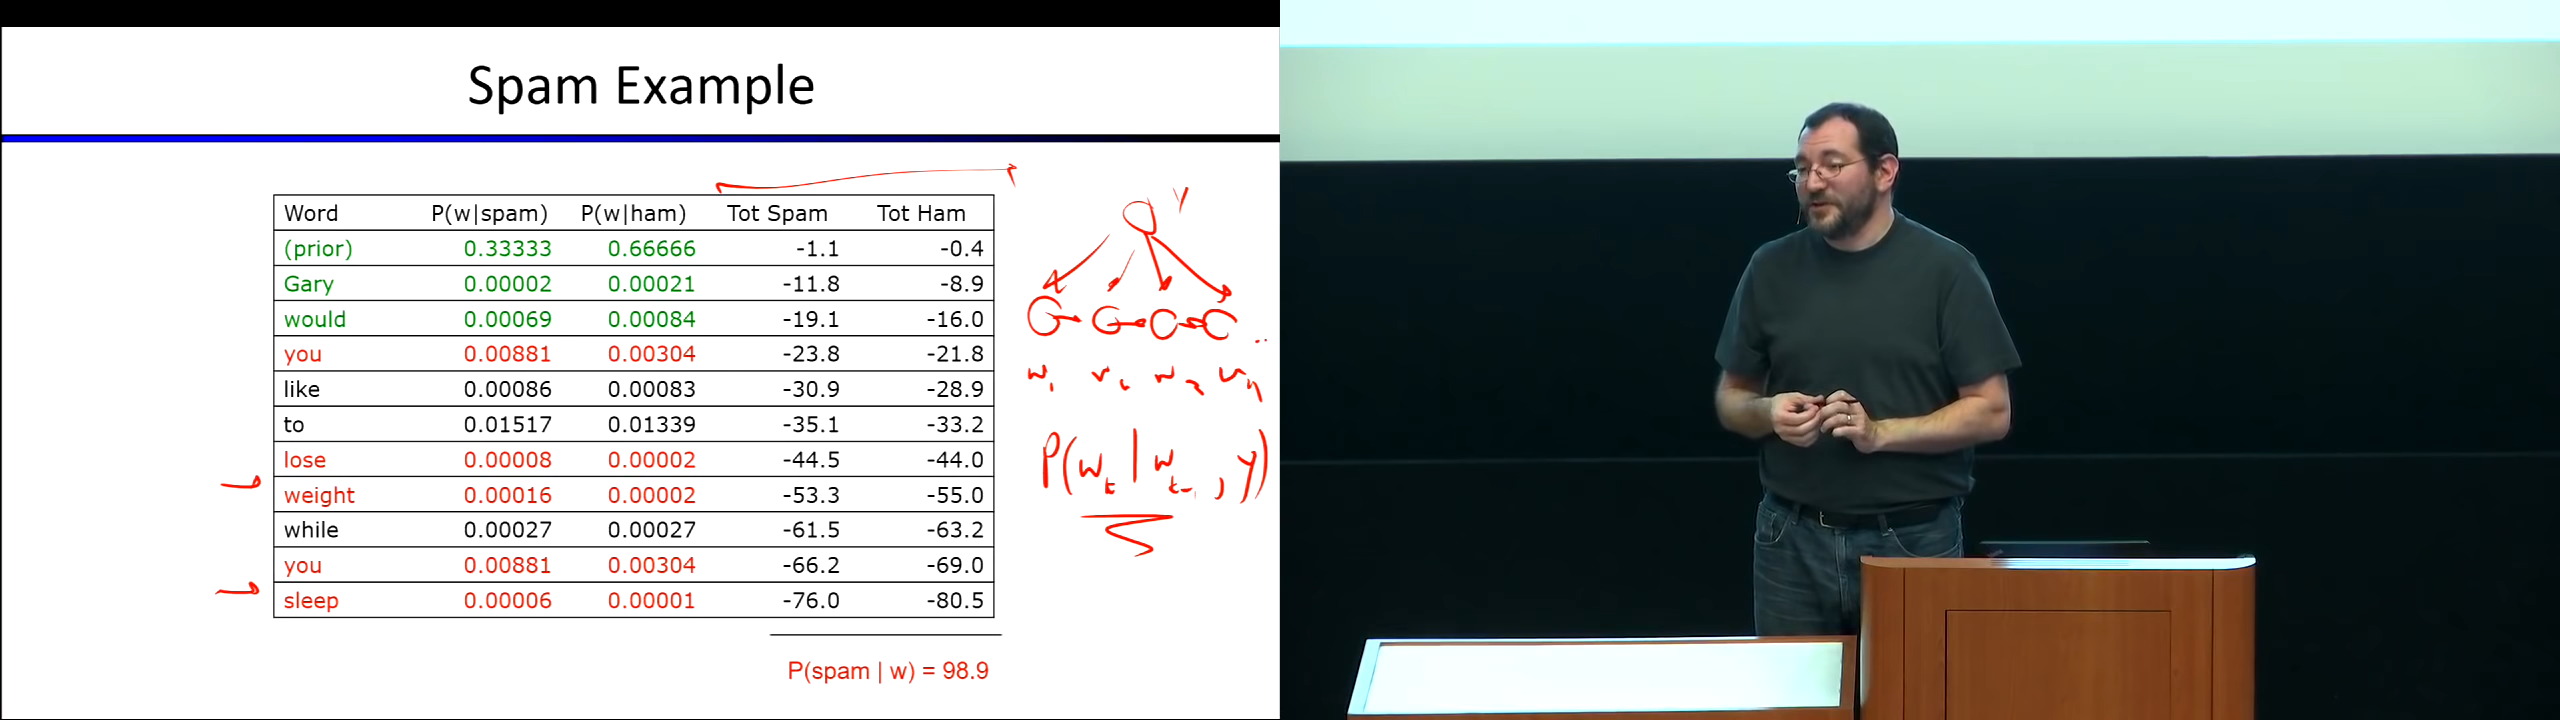 Spam Example
Word P(w|spam) P(w|ham) Tot Spam Tot Ham
(prior) 0.33333 0.66666 -1.1 -0.4
Gary 0.00002 0.00021 -11.8 -8.9
would 0.00069 0.00084 -19.1 -16.0
you 0.00881 0.00304 -23.8 -21.8
like 0.00086 0.00083 -30.9 -28.9
to 0.01517 0.01339 -35.1 -33.2
lose 0.00008 0.00002 -44.5 -44.0
weight 0.00016 0.00002 -53.3 -55.0
while 0.00027 0.00027 -61.5 -63.2
you 0.00881 0.00304 -66.2 -69.0
sleep 0.00006 0.00001 -76.0 -80.5
P(spam | w) = 98.9
Y
P(w_t | w_t-1, y)